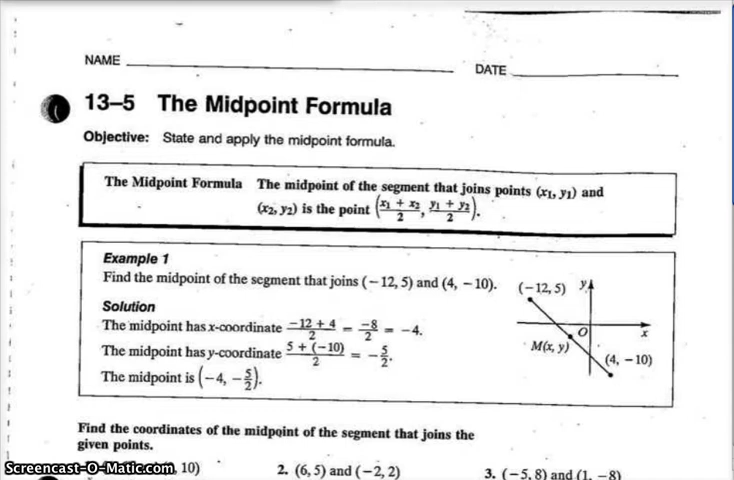 NAME
DATE
13–5 The Midpoint Formula
Objective: State and apply the midpoint formula.
The Midpoint Formula The midpoint of the segment that joins points (x₁, y₁) and
(x₂, y₂) is the point ((x₁ + x₂)/2, (y₁ + y₂)/2).
Example 1
Find the midpoint of the segment that joins (−12, 5) and (4, −10).
Solution
The midpoint has x-coordinate (−12 + 4)/2 = −8/2 = −4.
The midpoint has y-coordinate (5 + (−10))/2 = −5/2.
The midpoint is (−4, −5/2).
(−12, 5) y
O x
M(x, y)
(4, −10)
Find the coordinates of the midpoint of the segment that joins the
given points.
Screencast-O-Matic.com 10)
2. (6, 5) and (−2, 2)
3. (−5, 8) and (1, −8)